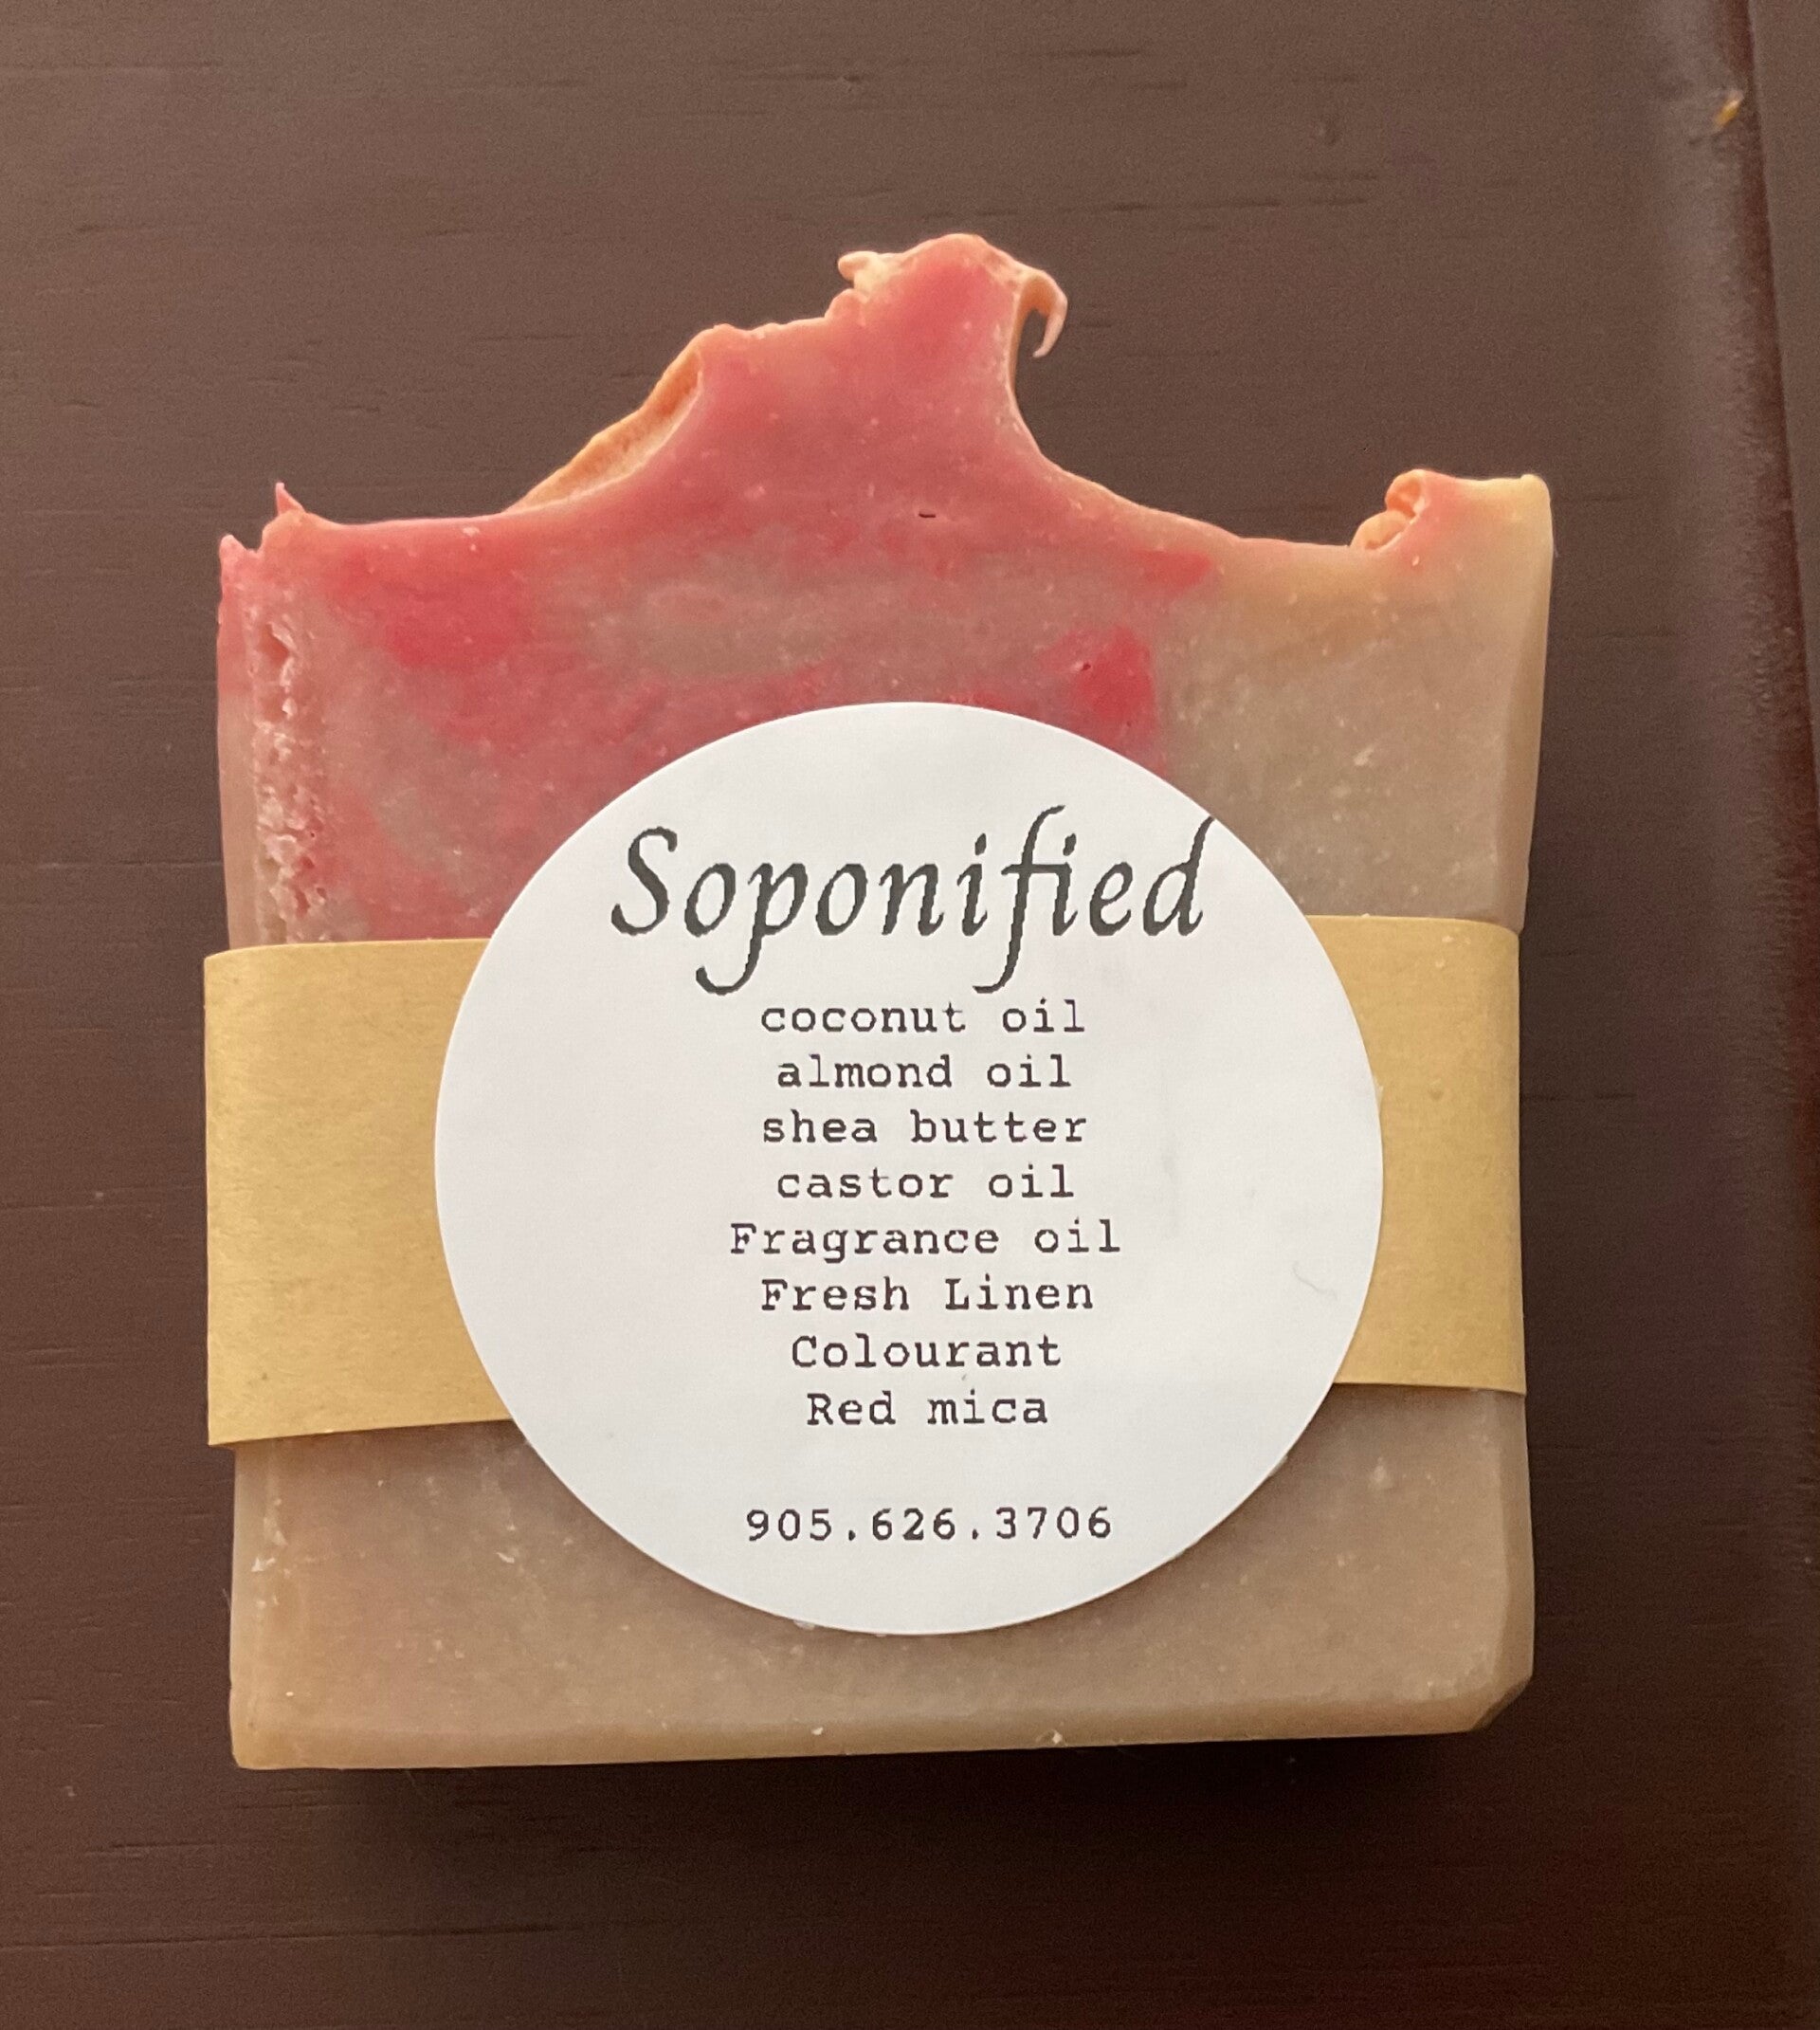 Soponified
coconut oil
almond oil
shea butter
castor oil
Fragrance oil
Fresh Linen
Colourant
Red mica
905.626.3706